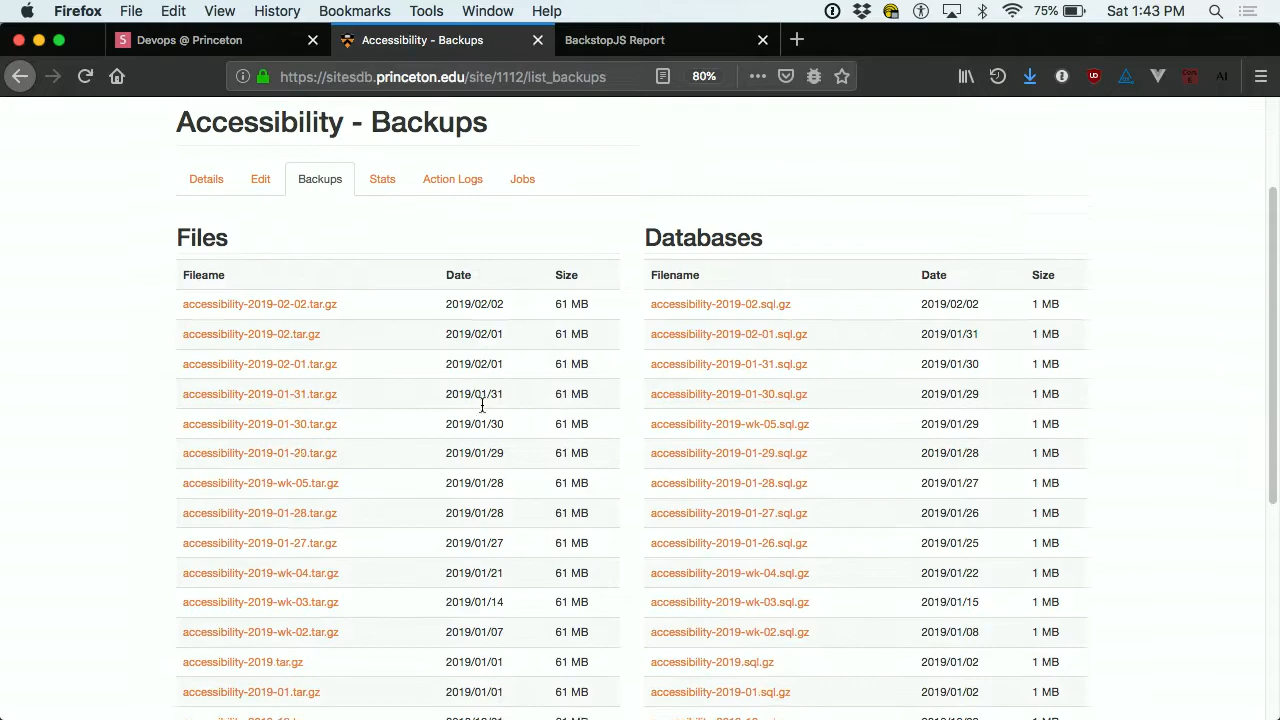 Firefox File Edit View History Bookmarks Tools Window Help 75% Sat 1:43 PM
S Devops @ Princeton Accessibility - Backups BackstopJS Report
https://sitesdb.princeton.edu/site/1112/list_backups 80%
Accessibility - Backups
Details Edit Backups Stats Action Logs Jobs
Files Databases
Fileame Date Size Filename Date Size
accessibility-2019-02-02.tar.gz 2019/02/02 61 MB accessibility-2019-02.sql.gz 2019/02/02 1 MB
accessibility-2019-02.tar.gz 2019/02/01 61 MB accessibility-2019-02-01.sql.gz 2019/01/31 1 MB
accessibility-2019-02-01.tar.gz 2019/02/01 61 MB accessibility-2019-01-31.sql.gz 2019/01/30 1 MB
accessibility-2019-01-31.tar.gz 2019/01/31 61 MB accessibility-2019-01-30.sql.gz 2019/01/29 1 MB
accessibility-2019-01-30.tar.gz 2019/01/30 61 MB accessibility-2019-wk-05.sql.gz 2019/01/29 1 MB
accessibility-2019-01-29.tar.gz 2019/01/29 61 MB accessibility-2019-01-29.sql.gz 2019/01/28 1 MB
accessibility-2019-wk-05.tar.gz 2019/01/28 61 MB accessibility-2019-01-28.sql.gz 2019/01/27 1 MB
accessibility-2019-01-28.tar.gz 2019/01/28 61 MB accessibility-2019-01-27.sql.gz 2019/01/26 1 MB
accessibility-2019-01-27.tar.gz 2019/01/27 61 MB accessibility-2019-01-26.sql.gz 2019/01/25 1 MB
accessibility-2019-wk-04.tar.gz 2019/01/21 61 MB accessibility-2019-wk-04.sql.gz 2019/01/22 1 MB
accessibility-2019-wk-03.tar.gz 2019/01/14 61 MB accessibility-2019-wk-03.sql.gz 2019/01/15 1 MB
accessibility-2019-wk-02.tar.gz 2019/01/07 61 MB accessibility-2019-wk-02.sql.gz 2019/01/08 1 MB
accessibility-2019.tar.gz 2019/01/01 61 MB accessibility-2019.sql.gz 2019/01/02 1 MB
accessibility-2019-01.tar.gz 2019/01/01 61 MB accessibility-2019-01.sql.gz 2019/01/02 1 MB